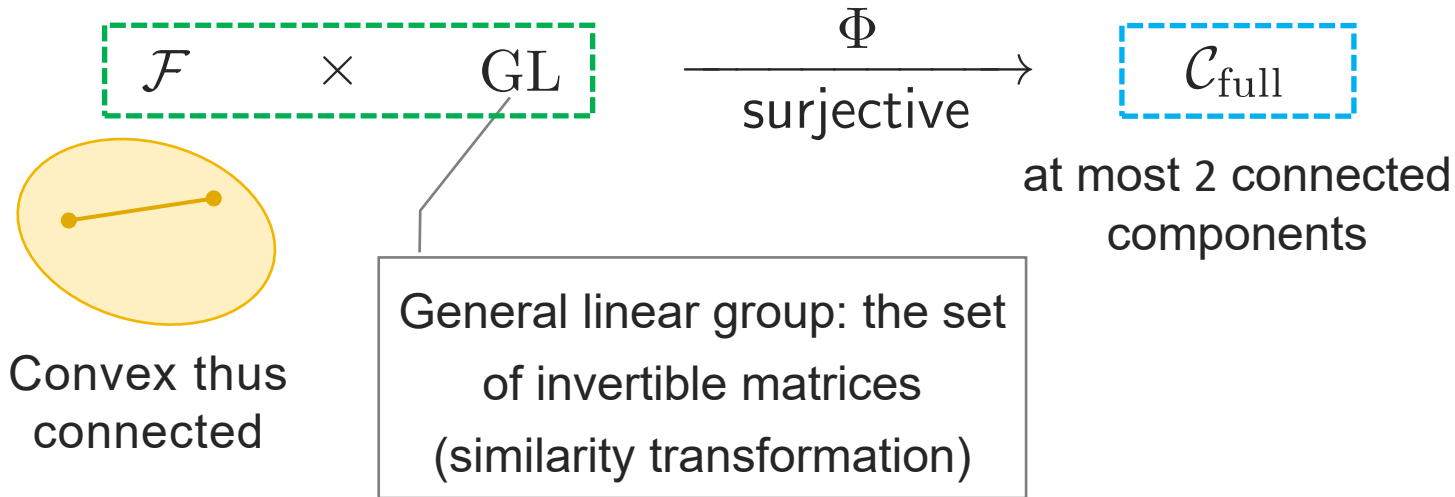 ℱ × GL
Φ
surjective
𝒞_full
at most 2 connected
components
Convex thus
connected
General linear group: the set
of invertible matrices
(similarity transformation)